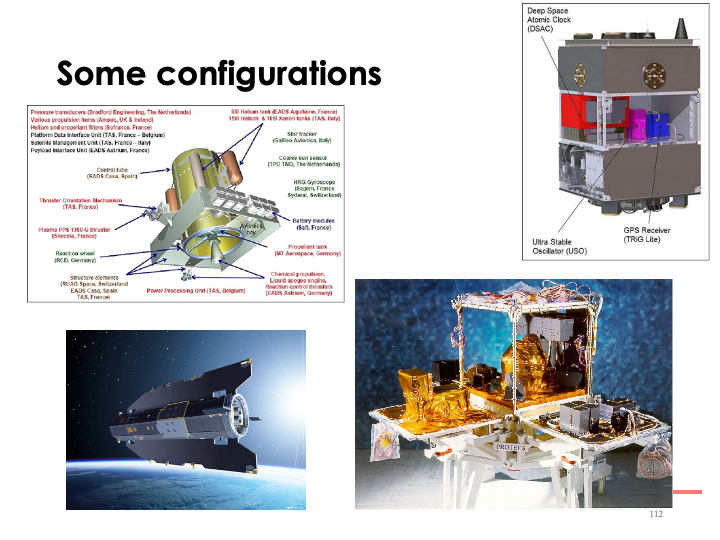 Some configurations
Deep Space
Atomic Clock
(DSAC)
Ultra Stable
Oscillator (USO)
GPS Receiver
(TRiG Lite)
Pressure transducers (Bradford Engineering, The Netherlands)
Various propulsion items (Ampac, UK & Ireland)
Helium and propellant filters (Sofrance, France)
Platform Data Interface Unit (TAS, France – Belgium)
Satellite Management Unit (TAS, France – Italy)
Payload Interface Unit (EADS Astrium, France)
90l Helium tank (EADS Aquitaine, France)
150l Helium & 165l Xenon tanks (TAS, Italy)
Star tracker
(Galileo Avionica, Italy)
Coarse sun sensor
(TPD TNO, The Netherlands)
HRG Gyroscope
(Sagem, France
Syderal, Switzerland)
Battery modules
(Saft, France)
Avionics
bay
Propellant tank
(MT Aerospace, Germany)
Chemical propulsion,
Liquid apogee engine,
Reaction control thrusters
(EADS Astrium, Germany)
Central tube
(EADS Casa, Spain)
Thruster Orientation Mechanism
(TAS, France)
Plasma PPS 1350-G thruster
(Snecma, France)
Reaction wheel
(RCD, Germany)
Structure elements
(RUAG Space, Switzerland
EADS Casa, Spain
TAS, France)
Power Processing Unit (TAS, Belgium)
PROTEUS
112